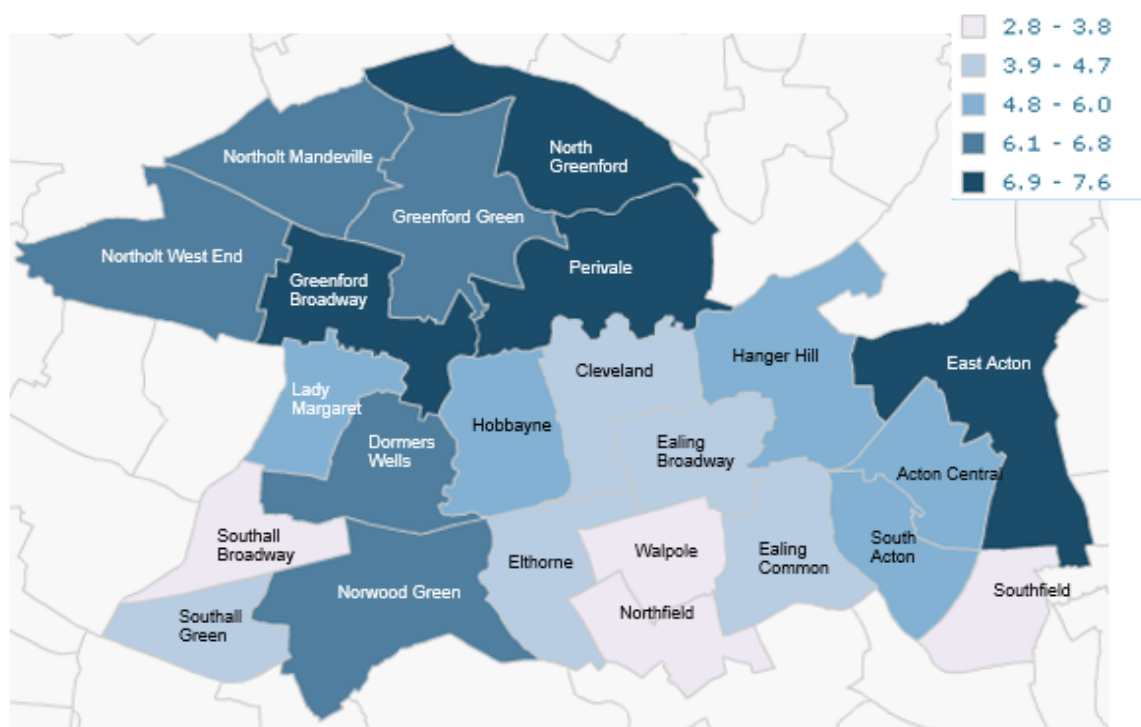 2.8 - 3.8
3.9 - 4.7
4.8 - 6.0
6.1 - 6.8
6.9 - 7.6
Northolt Mandeville
North
Greenford
Greenford Green
Northolt West End
Greenford
Broadway
Perivale
Hanger Hill
East Acton
Cleveland
Lady
Margaret
Hobbayne
Dormers
Wells
Ealing
Broadway
Acton Central
Southall
Broadway
Elthorne
Walpole
Ealing
Common
South
Acton
Norwood Green
Northfield
Southfield
Southall
Green